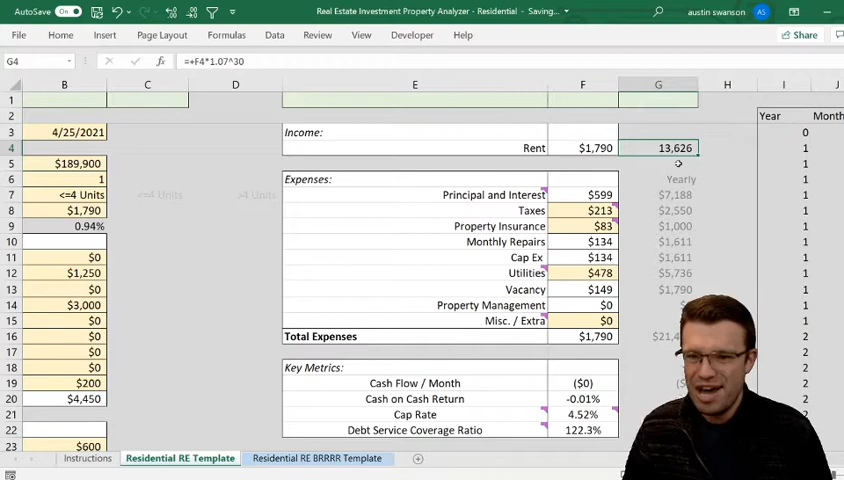 AutoSave On Real Estate Investment Property Analyzer - Residential - Saving... austin swanson AS
File Home Insert Page Layout Formulas Data Review View Developer Help Share
G4 fx =+F4*1.07^30
B C D E F G H I J
1
2 Year Month
3 4/25/2021 Income: 0
4 Rent $1,790 13,626 1
5 $189,900 1
6 1 Expenses: Yearly 1
7 <=4 Units <=4 Units >4 Units Principal and Interest $599 $7,188 1
8 $1,790 Taxes $213 $2,550 1
9 0.94% Property Insurance $83 $1,000 1
10 Monthly Repairs $134 $1,611 1
11 $0 Cap Ex $134 $1,611 1
12 $1,250 Utilities $478 $5,736 1
13 $0 Vacancy $149 $1,790 1
14 $3,000 Property Management $0 1
15 $0 Misc. / Extra $0 1
16 $0 Total Expenses $1,790 2
17 $0 2
18 $0 Key Metrics: 2
19 $200 Cash Flow / Month ($0) 2
20 $4,450 Cash on Cash Return -0.01% 2
21 Cap Rate 4.52% 2
22 Debt Service Coverage Ratio 122.3% 2
23 $600 2
Instructions Residential RE Template Residential RE BRRRR Template